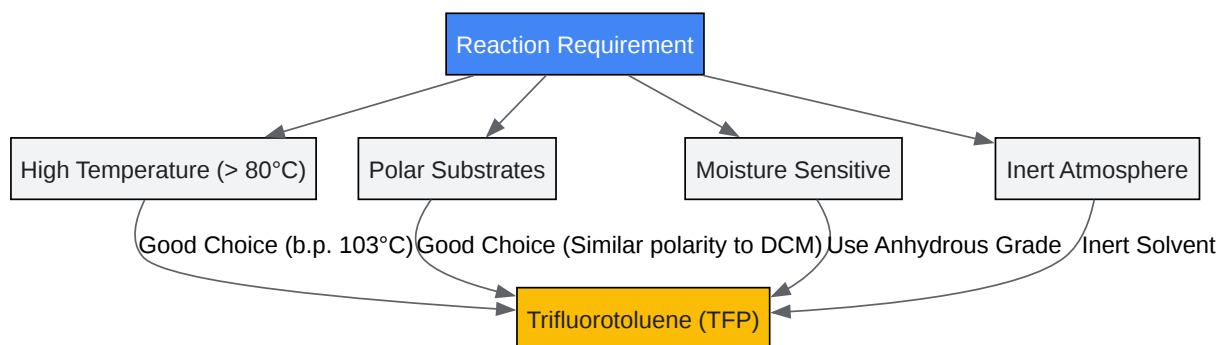 Reaction Requirement
High Temperature (> 80°C)
Polar Substrates
Moisture Sensitive
Inert Atmosphere
Good Choice (b.p. 103°C)
Good Choice (Similar polarity to DCM)
Use Anhydrous Grade
Inert Solvent
Trifluorotoluene (TFP)